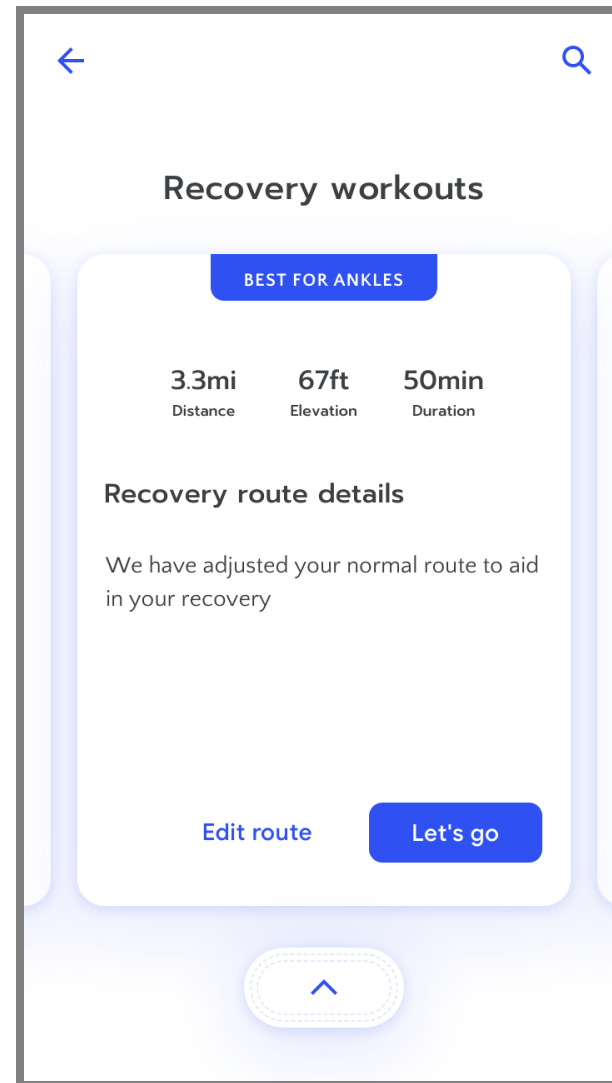 Recovery workouts
BEST FOR ANKLES
3.3mi 67ft 50min
Distance Elevation Duration
Recovery route details
We have adjusted your normal route to aid
in your recovery
Edit route Let's go